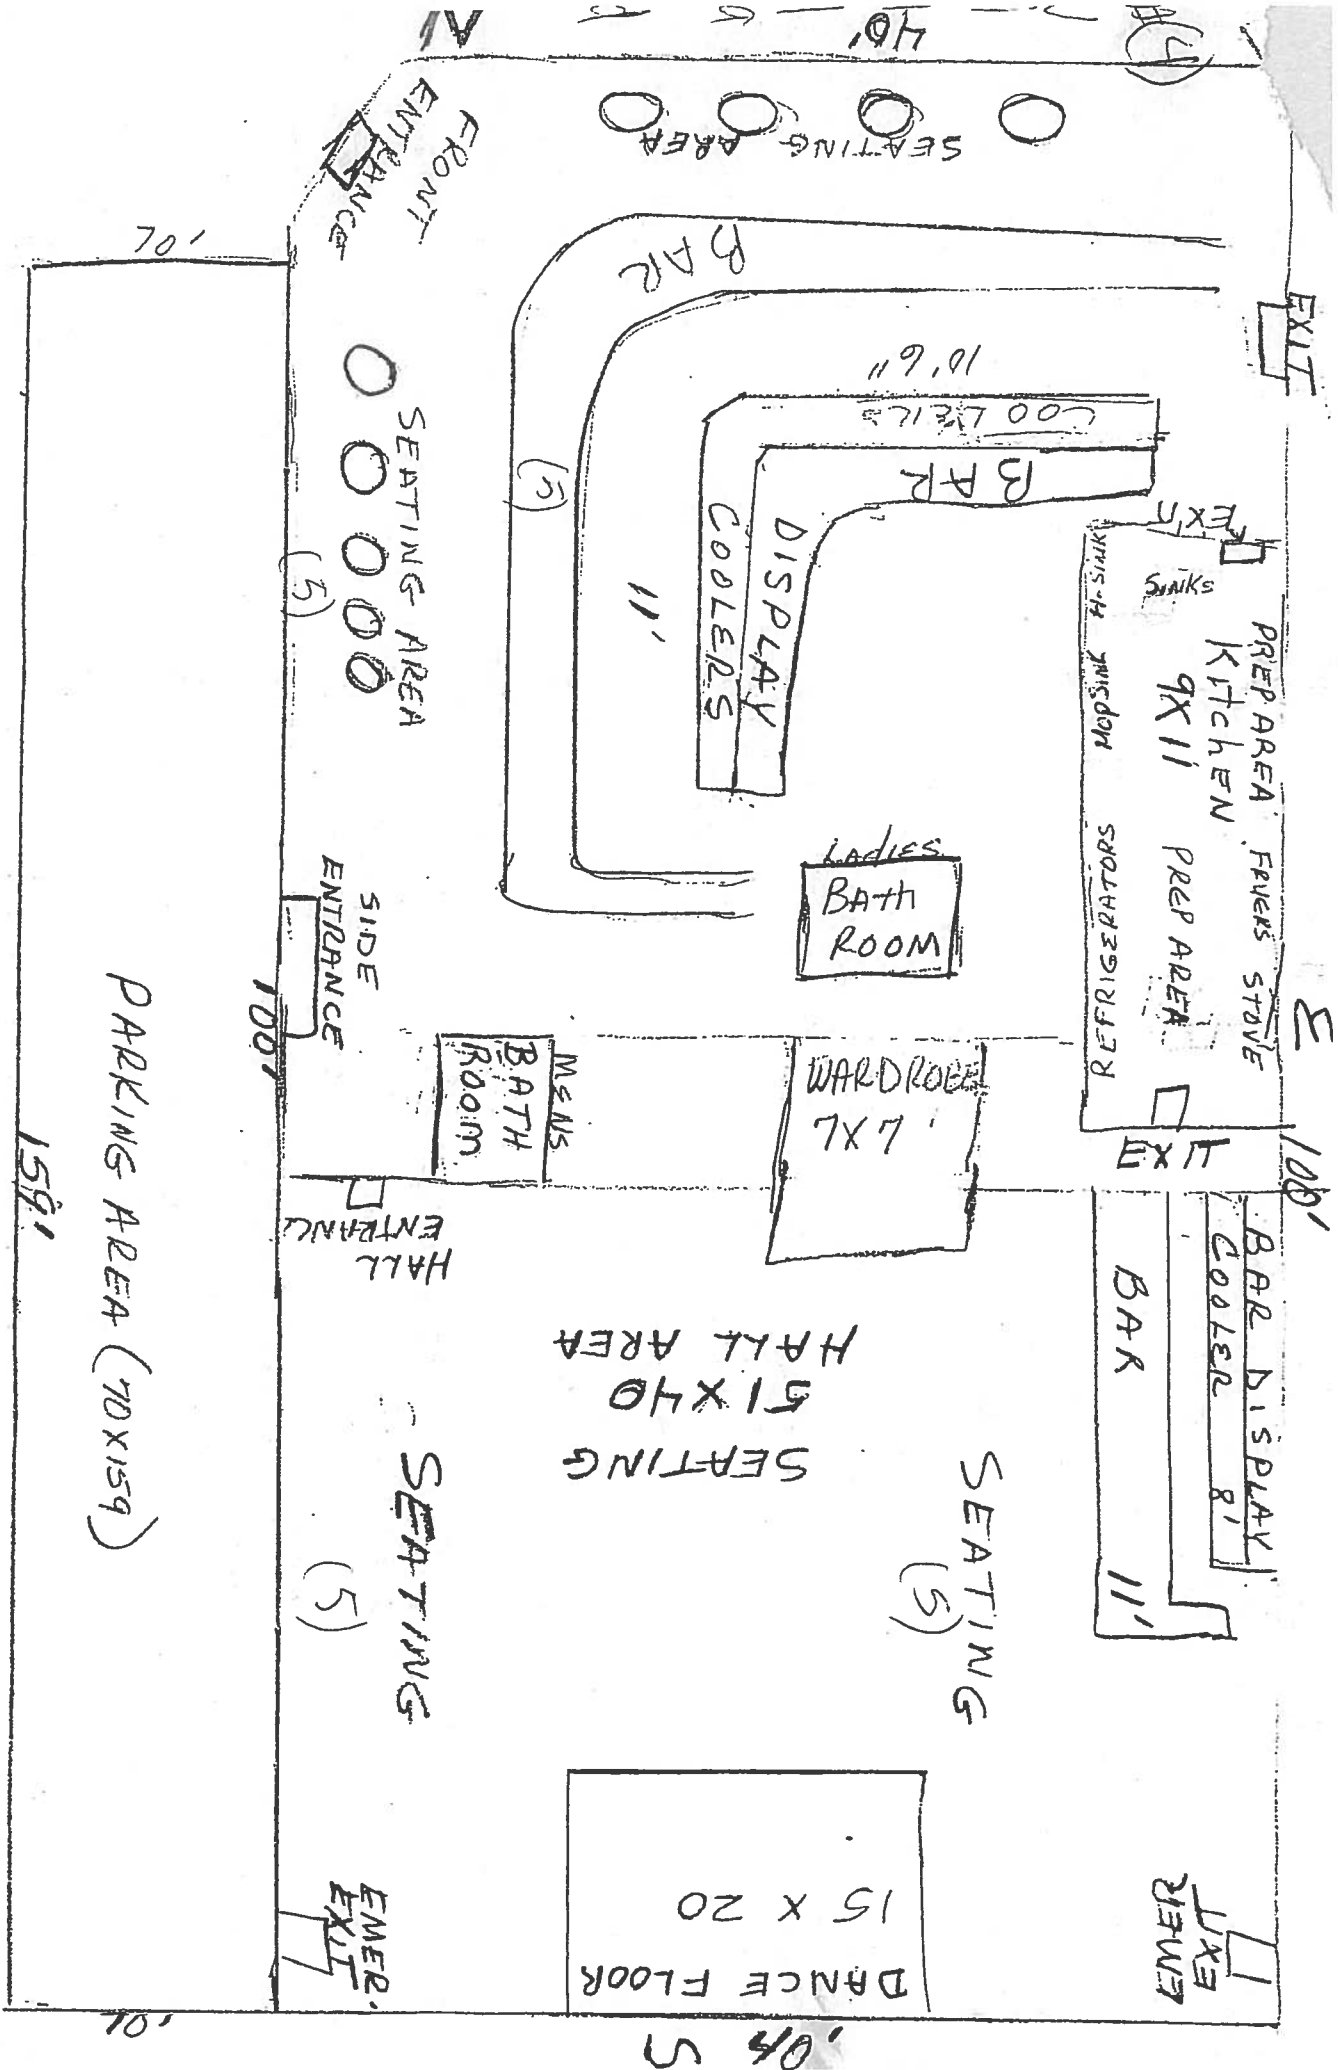 40'
4
N
FRONT
ENTRANCE
SEATING AREA
70'
BAR
EXIT
10'6"
COOLERS
BAR
(5)
SEATING AREA
(5)
11'
DISPLAY
COOLERS
EXIT
H-SINK
SINKS
MOPSINK
PREP AREA
KITCHEN
9X11
FRYERS STOVE
PREP AREA
REFRIGERATORS
LADIES
BATH
ROOM
SIDE
ENTRANCE
100'
MENS
BATH
ROOM
WARDROBE
7X7'
EXIT
100'
PARKING AREA (70X159)
159'
HALL
ENTRANCE
HALL AREA
51X40
SEATING
BAR
11'
BAR DISPLAY
COOLER 8'
SEATING
(5)
SEATING
(5)
EMER.
EXIT
15 X 20
DANCE FLOOR
EMER
EXIT
70'
40'
S